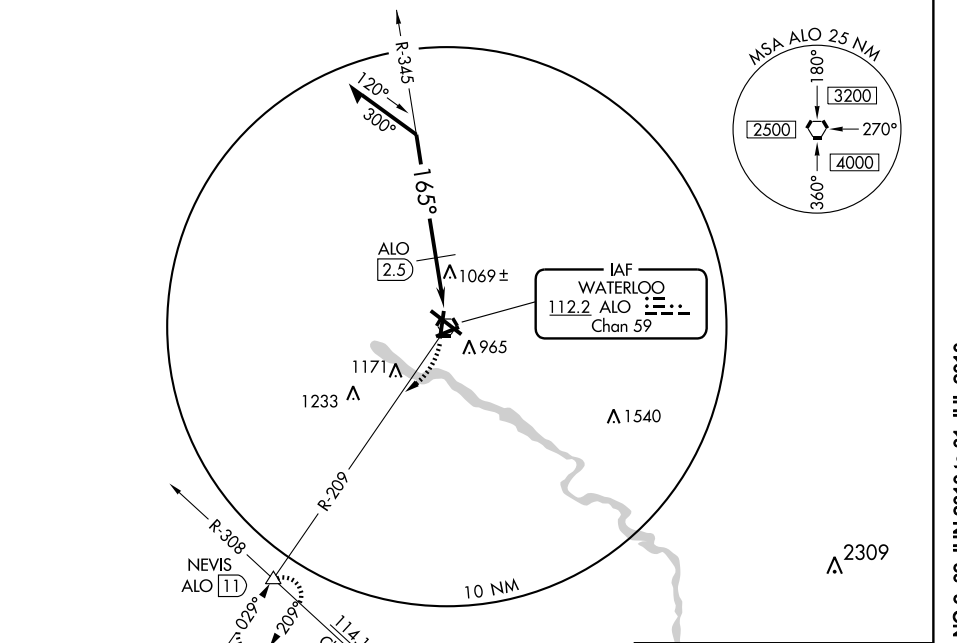 R-345
120°
300°
165°
MSA ALO 25 NM
180°
3200
2500
270°
4000
360°
ALO
2.5
1069 ±
IAF
WATERLOO
112.2 ALO
Chan 59
965
1171
1233
1540
R-209
R-308
NEVIS
ALO 11
029°
209°
10 NM
2309